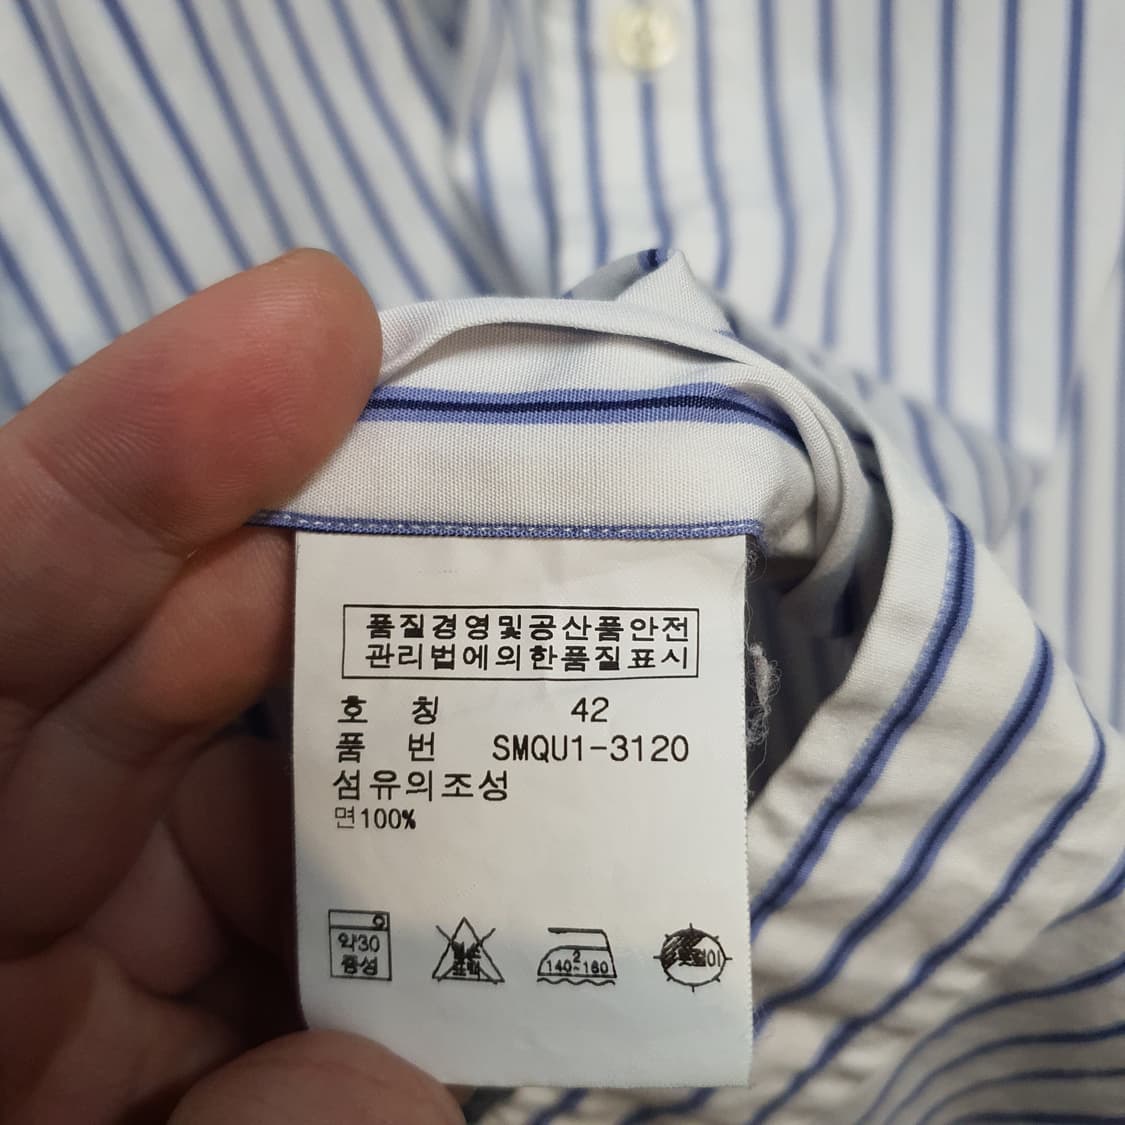 품질경영및공산품안전
관리법에의한품질표시
호 칭 42
품 번 SMQU1-3120
섬유의조성
면100%
약30
중성
2
140~160